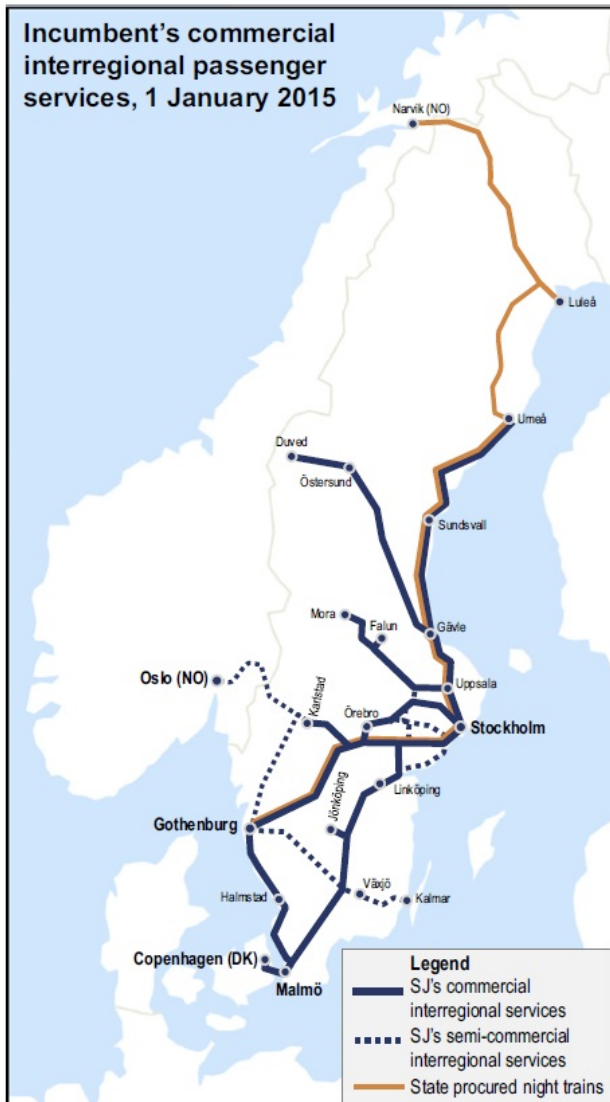 Incumbent's commercial
interregional passenger
services, 1 January 2015
Narvik (NO)
Luleå
Umeå
Duved
Östersund
Sundsvall
Mora
Falun
Gävle
Oslo (NO)
Karlstad
Örebro
Uppsala
Stockholm
Jönköping
Linköping
Gothenburg
Växjö
Kalmar
Halmstad
Copenhagen (DK)
Malmö
Legend
SJ's commercial
interregional services
SJ's semi-commercial
interregional services
State procured night trains